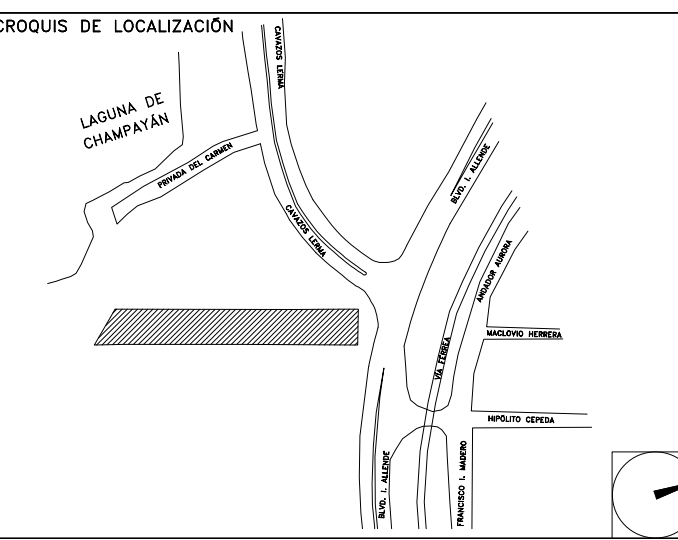 CROQUIS DE LOCALIZACIÓN
CAVAZOS LERMA
LAGUNA DE
CHAMPAYÁN
PRIVADA DEL CARMEN
BLVD. I. ALLENDE
CAVAZOS LERMA
ANDADOR AURORA
MACLOVIO HERRERA
VÍA FERREA
HIPÓLITO CEPEDA
BLVD. I. ALLENDE
FRANCISCO I. MADERO